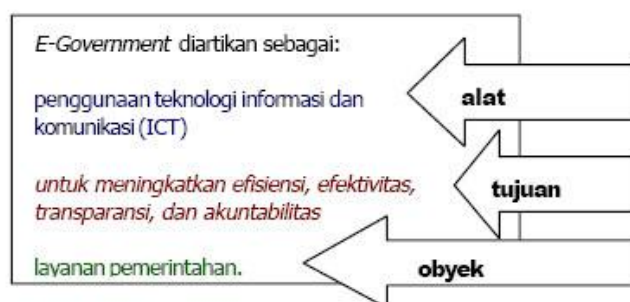 E-Government diartikan sebagai:
penggunaan teknologi informasi dan
komunikasi (ICT)
alat
untuk meningkatkan efisiensi, efektivitas,
transparansi, dan akuntabilitas
tujuan
layanan pemerintahan.
obyek